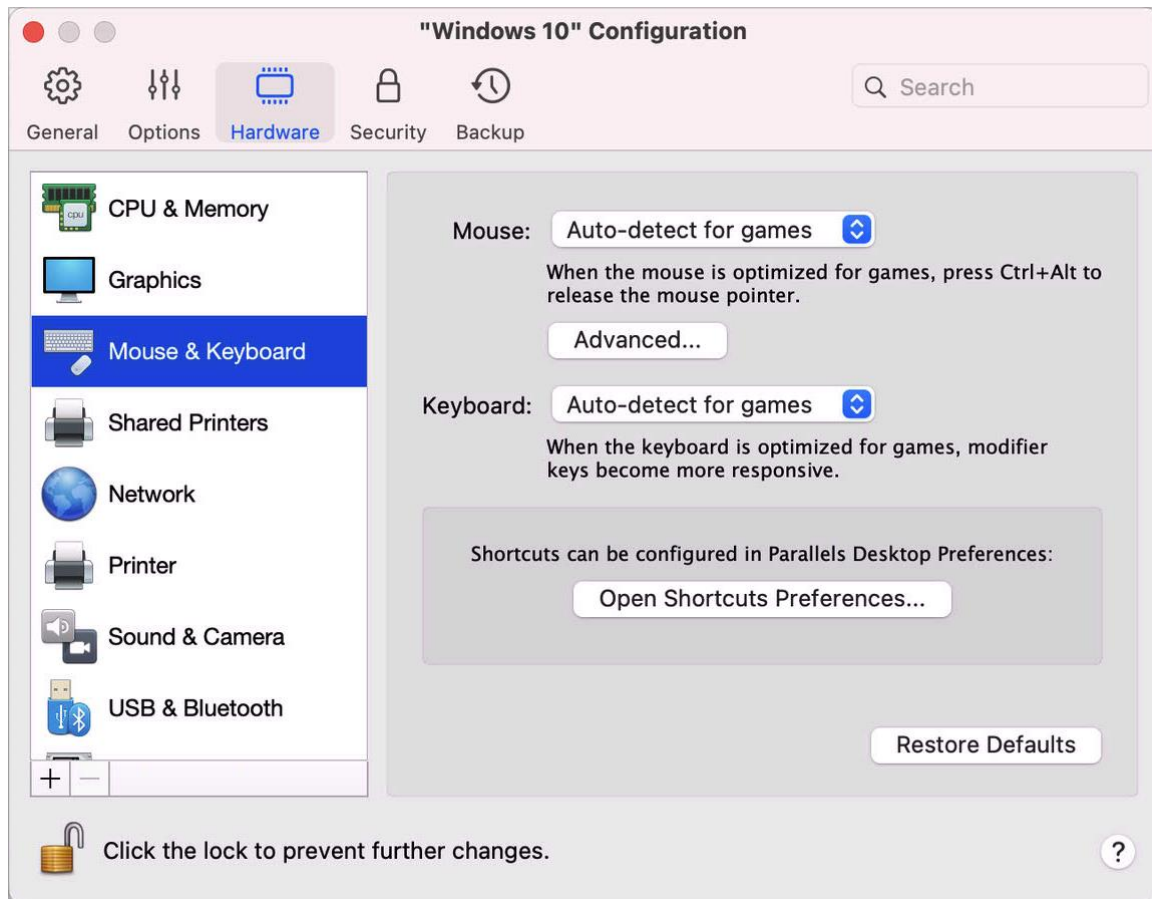 "Windows 10" Configuration
General Options Hardware Security Backup
Search
CPU & Memory
Graphics
Mouse & Keyboard
Shared Printers
Network
Printer
Sound & Camera
USB & Bluetooth
Mouse: Auto-detect for games
When the mouse is optimized for games, press Ctrl+Alt to
release the mouse pointer.
Advanced...
Keyboard: Auto-detect for games
When the keyboard is optimized for games, modifier
keys become more responsive.
Shortcuts can be configured in Parallels Desktop Preferences:
Open Shortcuts Preferences...
Restore Defaults
Click the lock to prevent further changes.
?